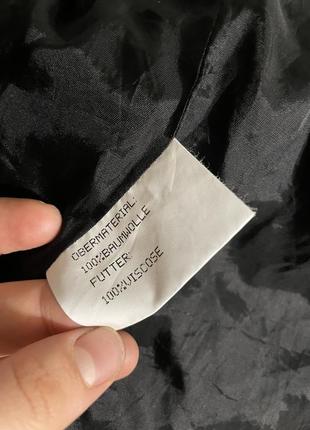 OBERMATERIAL:
100%BAUMWOLLE
FUTTER:
100%VISCOSE